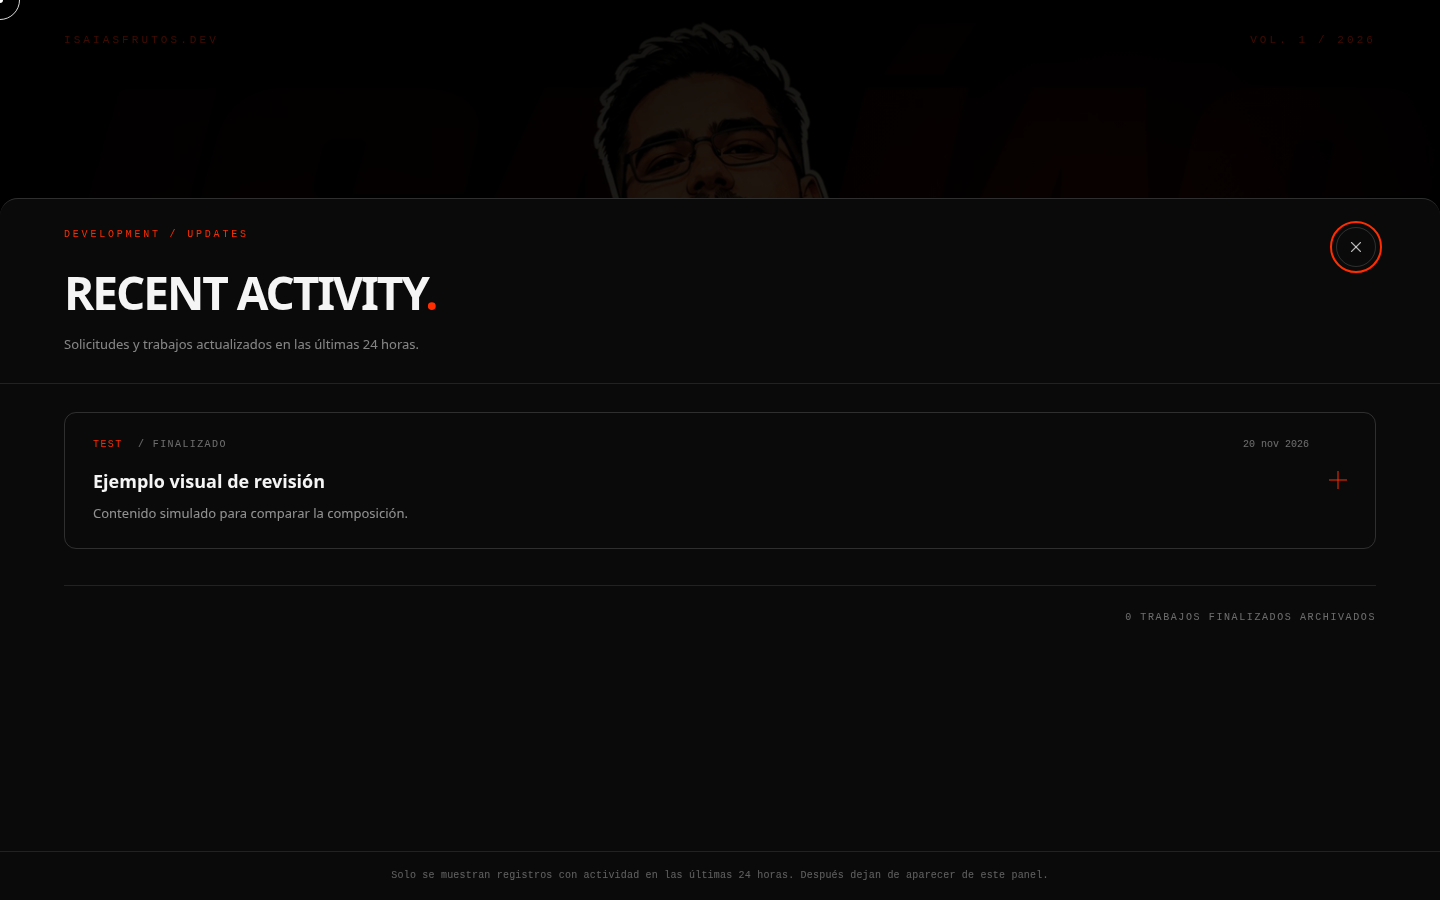 ISAIASFRUTOS.DEV
VOL. 1 / 2026
DEVELOPMENT / UPDATES
RECENT ACTIVITY.
Solicitudes y trabajos actualizados en las últimas 24 horas.
TEST / FINALIZADO
20 nov 2026
Ejemplo visual de revisión
Contenido simulado para comparar la composición.
0 TRABAJOS FINALIZADOS ARCHIVADOS
Solo se muestran registros con actividad en las últimas 24 horas. Después dejan de aparecer de este panel.